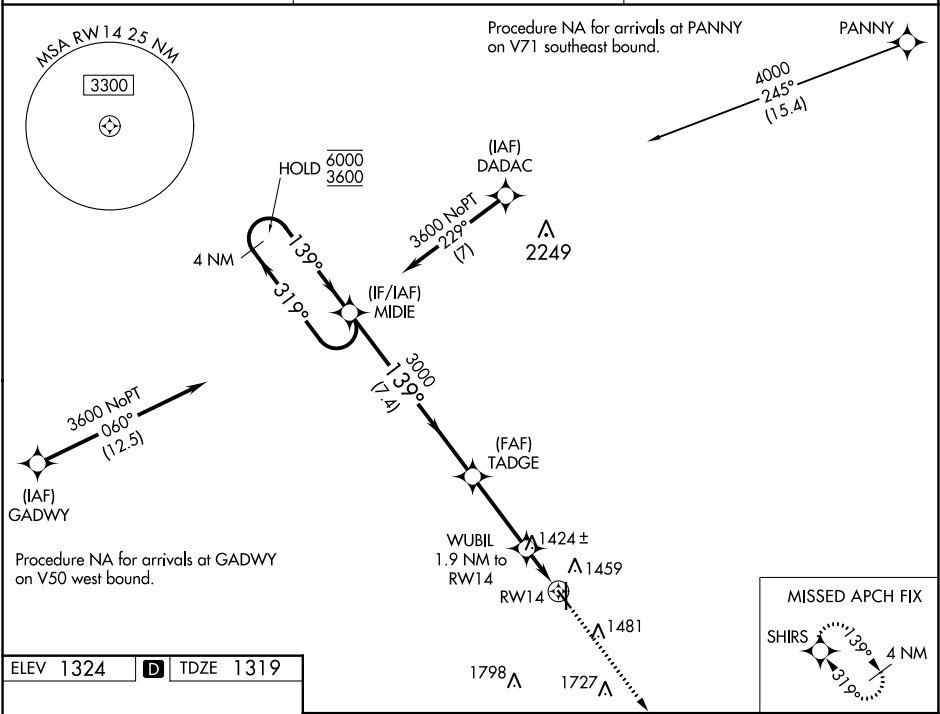 MSA RW14 25 NM
3300
Procedure NA for arrivals at PANNY
on V71 southeast bound.
PANNY
4000
245°
(15.4)
(IAF)
DADAC
3600 NoPT
229°
(7)
2249
HOLD 6000
3600
4 NM
139°
319°
(IF/IAF)
MIDIE
3000
139°
(7.4)
3600 NoPT
060°
(12.5)
(IAF)
GADWY
(FAF)
TADGE
Procedure NA for arrivals at GADWY
on V50 west bound.
WUBIL
1.9 NM to
RW14
1424 ±
1459
RW14
1481
1798
1727
MISSED APCH FIX
SHIRS
139°
4 NM
319°
ELEV 1324 D TDZE 1319